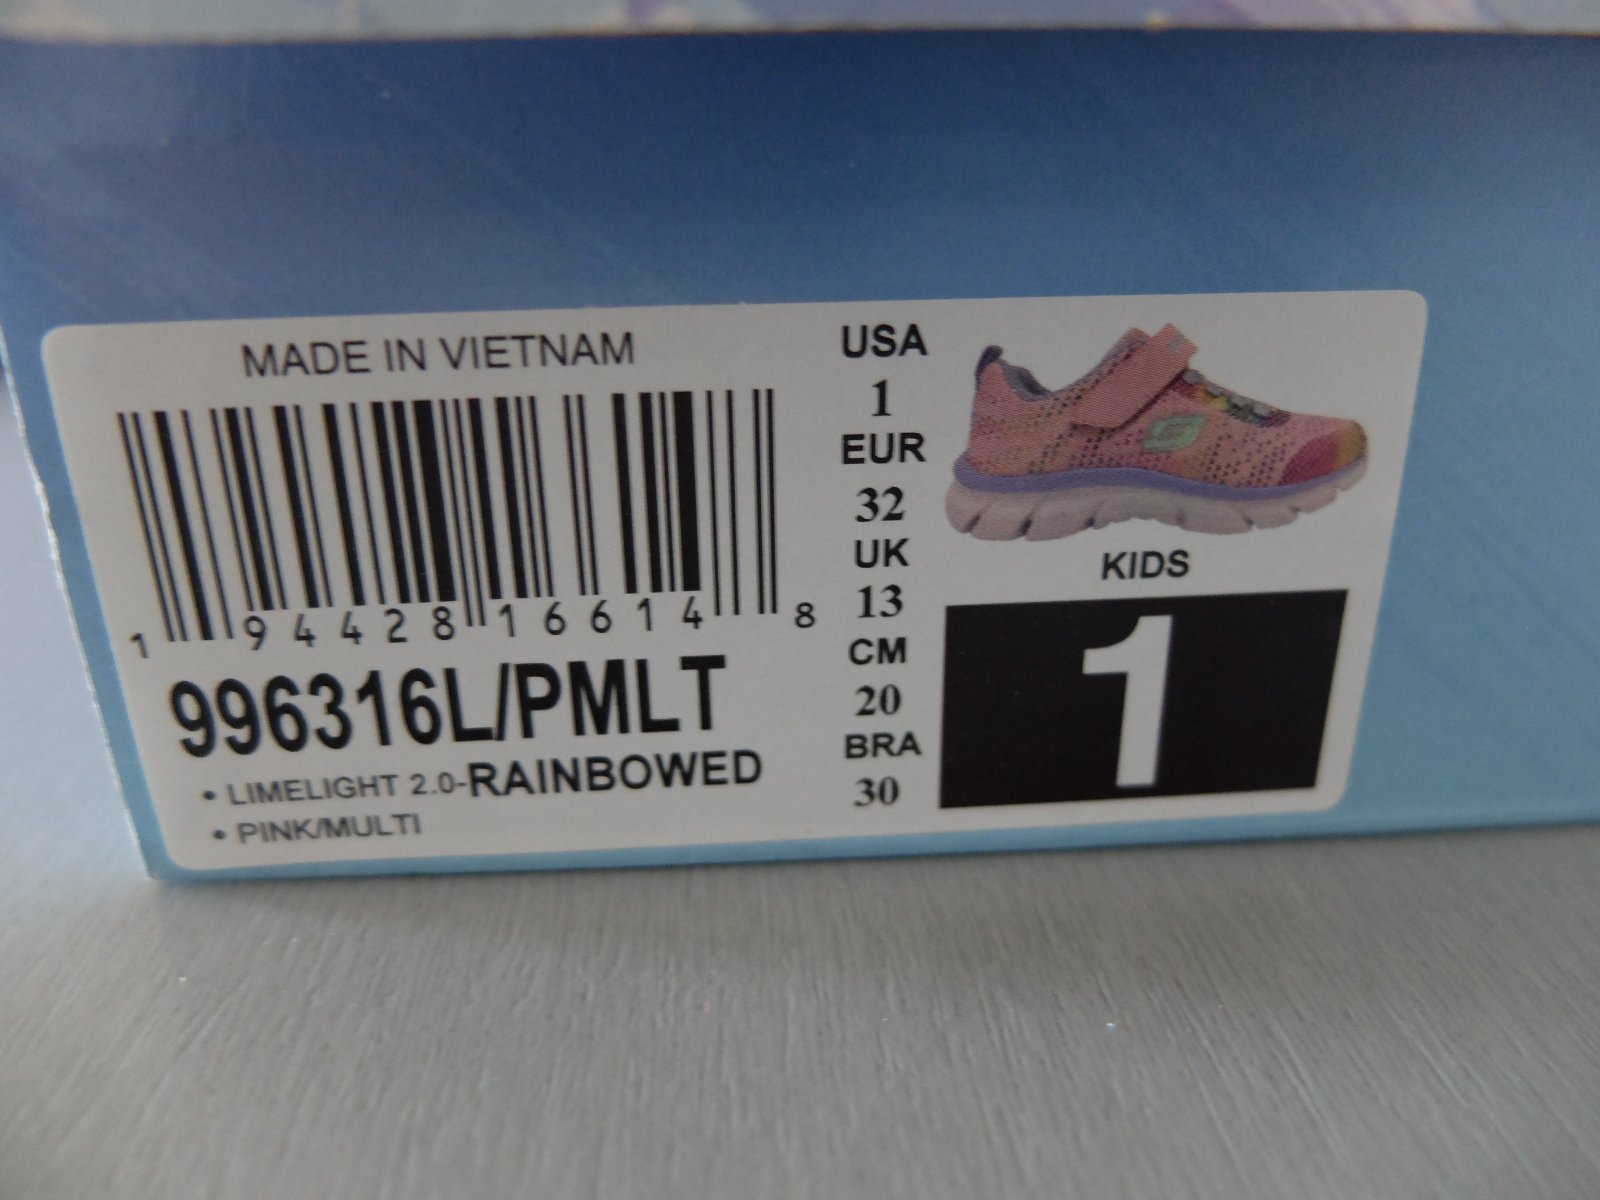 MADE IN VIETNAM
1 94428 16614 8
996316L/PMLT
• LIMELIGHT 2.0-RAINBOWED
• PINK/MULTI
USA
1
EUR
32
UK
13
CM
20
BRA
30
S
KIDS
1